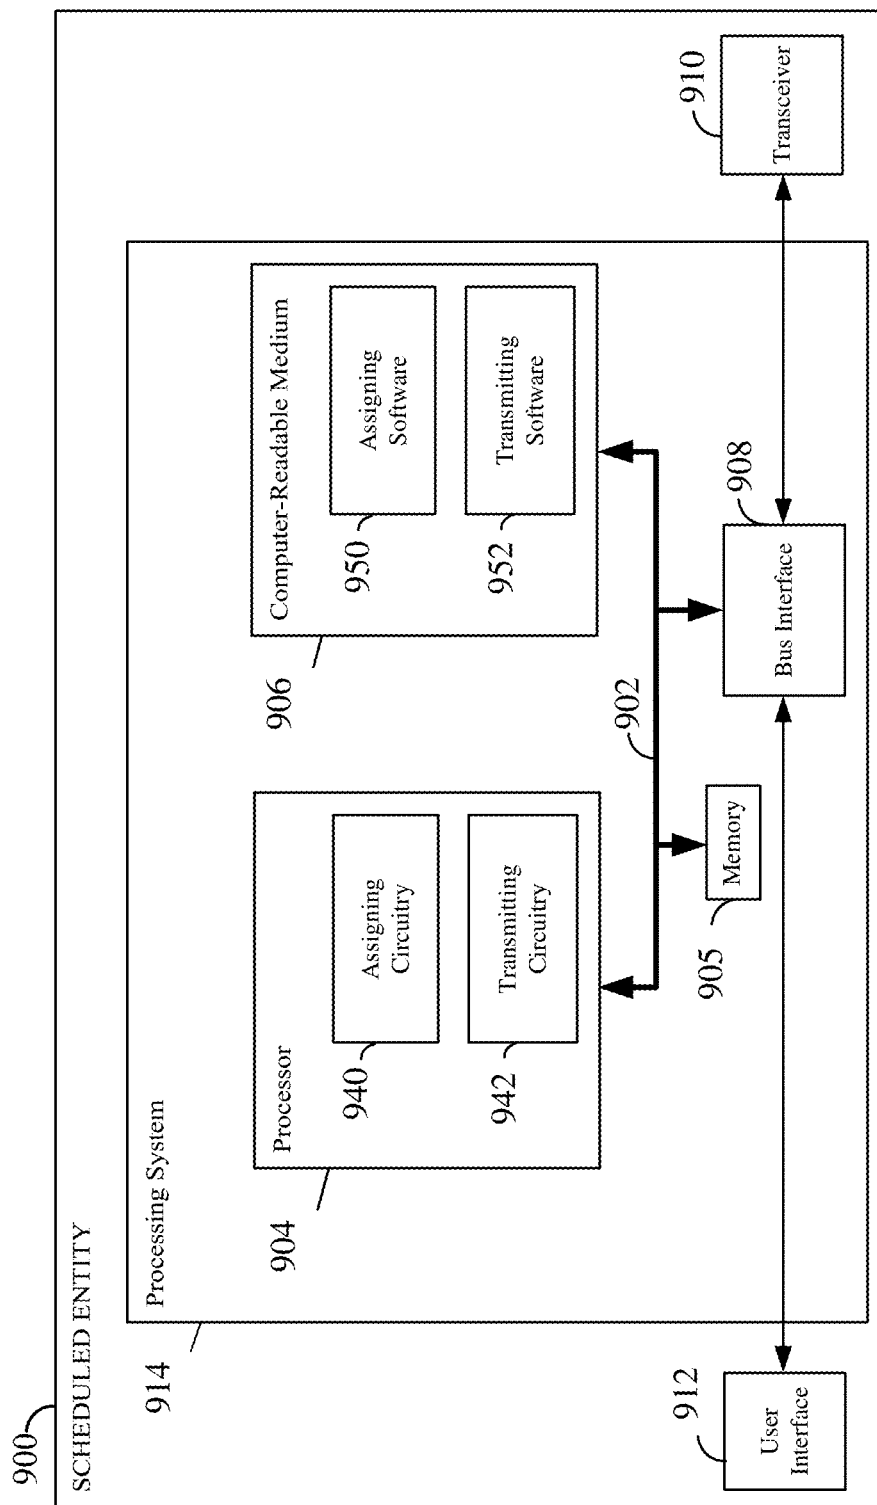 900
SCHEDULED ENTITY
914
Processing System
904
Processor
940
Assigning
Circuitry
942
Transmitting
Circuitry
906
Computer-Readable Medium
950
Assigning
Software
952
Transmitting
Software
902
905
Memory
908
Bus Interface
912
User
Interface
910
Transceiver